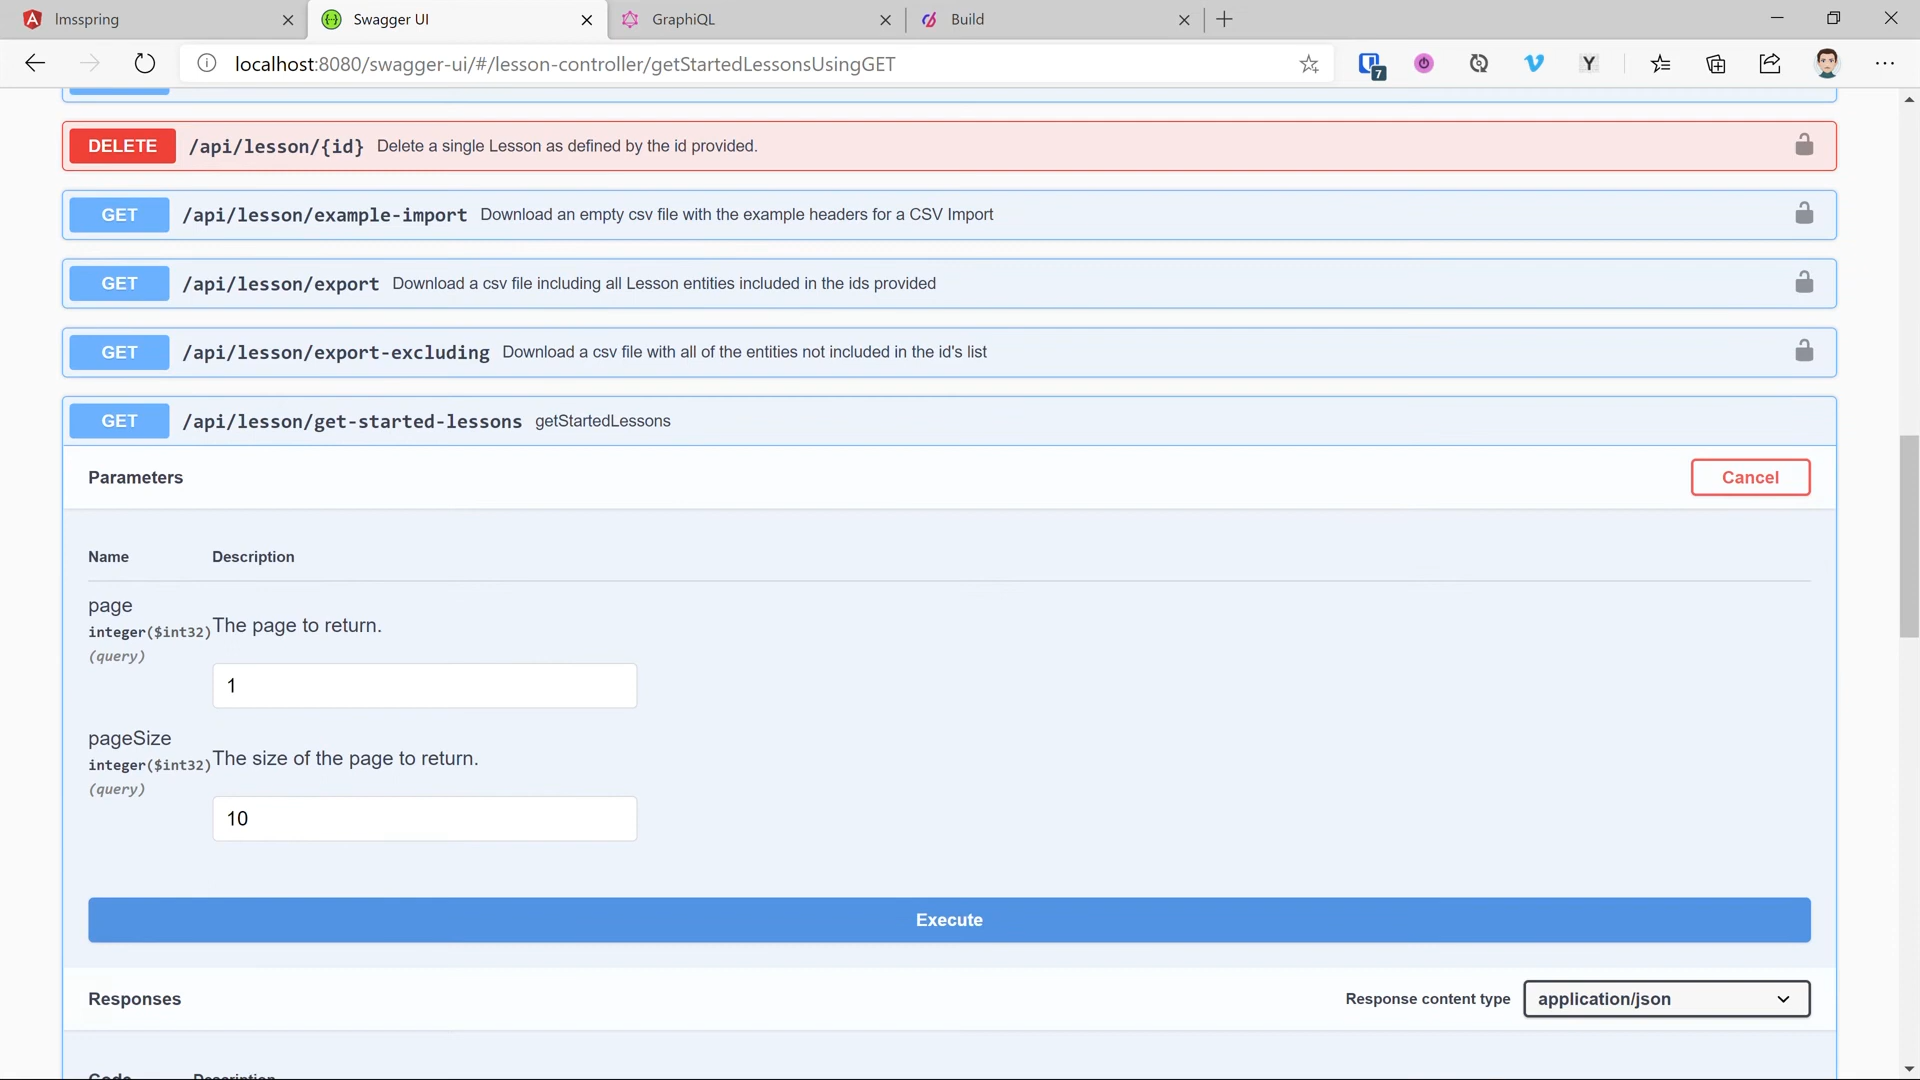 lmsspring
Swagger UI
GraphiQL
Build
localhost:8080/swagger-ui/#/lesson-controller/getStartedLessonsUsingGET
7
Y
DELETE /api/lesson/{id} Delete a single Lesson as defined by the id provided.
GET /api/lesson/example-import Download an empty csv file with the example headers for a CSV Import
GET /api/lesson/export Download a csv file including all Lesson entities included in the ids provided
GET /api/lesson/export-excluding Download a csv file with all of the entities not included in the id's list
GET /api/lesson/get-started-lessons getStartedLessons
Parameters
Cancel
Name Description
page
integer($int32)
(query)
The page to return.
1
pageSize
integer($int32)
(query)
The size of the page to return.
10
Execute
Responses
Response content type application/json
Code Description